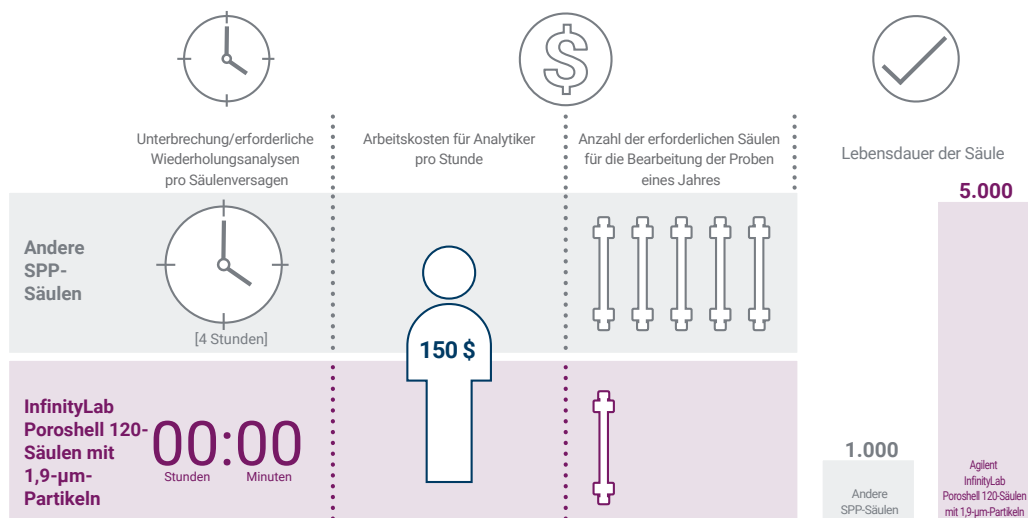 $
Unterbrechung/erforderliche
Wiederholungsanalysen
pro Säulenversagen
Arbeitskosten für Analytiker
pro Stunde
Anzahl der erforderlichen Säulen
für die Bearbeitung der Proben
eines Jahres
Lebensdauer der Säule
Andere
SPP-
Säulen
[4 Stunden]
150 $
InfinityLab
Poroshell 120-
Säulen mit
1,9-µm-
Partikeln
00:00
Stunden Minuten
1.000
Andere
SPP-Säulen
5.000
Agilent
InfinityLab
Poroshell 120-Säulen
mit 1,9-µm-Partikeln